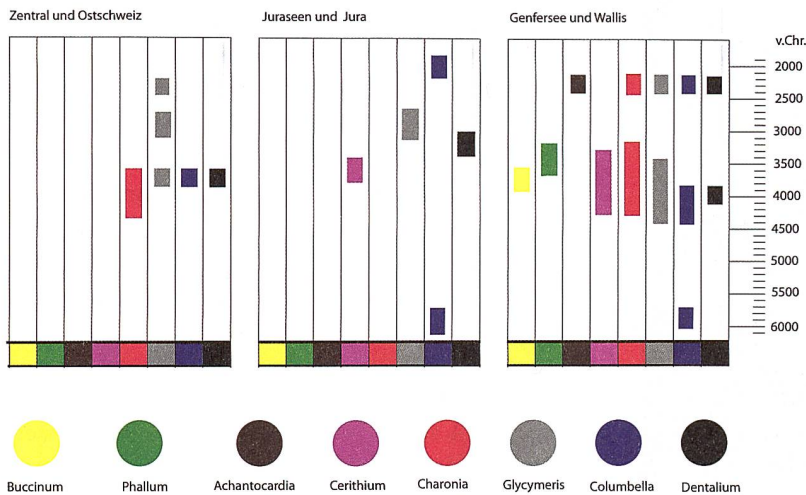 Zentral und Ostschweiz
Juraseen und Jura
Genfersee und Wallis
v.Chr.
2000
2500
3000
3500
4000
4500
5000
5500
6000
Buccinum
Phallum
Achantocardia
Cerithium
Charonia
Glycymeris
Columbella
Dentalium